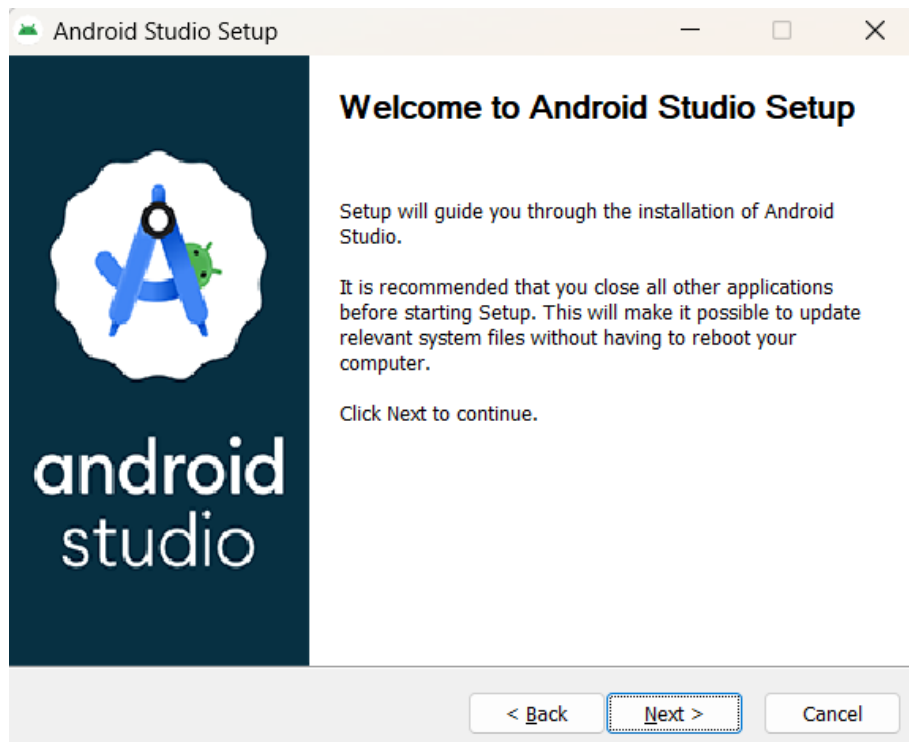 Android Studio Setup
Welcome to Android Studio Setup
Setup will guide you through the installation of Android
Studio.
It is recommended that you close all other applications
before starting Setup. This will make it possible to update
relevant system files without having to reboot your
computer.
Click Next to continue.
android
studio
< Back Next > Cancel